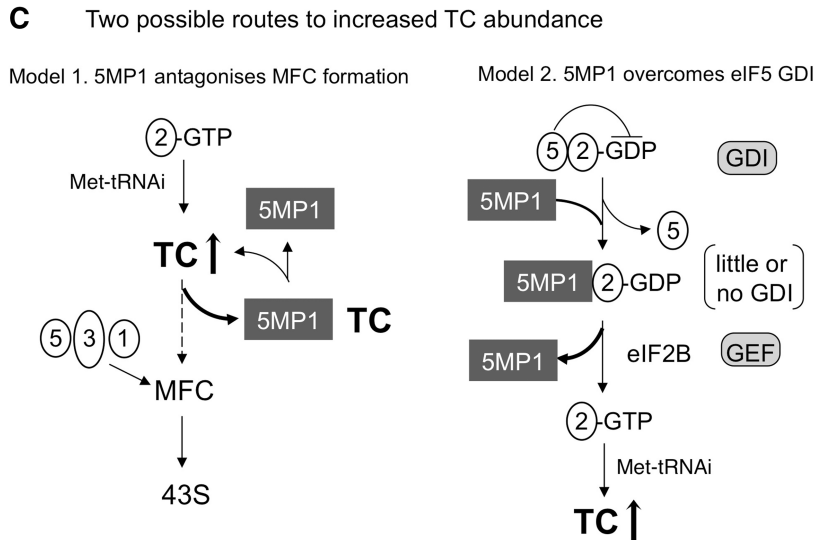 C Two possible routes to increased TC abundance
Model 1. 5MP1 antagonises MFC formation
2-GTP
Met-tRNAi
5MP1
TC
5MP1 TC
5 3 1
MFC
43S
Model 2. 5MP1 overcomes eIF5 GDI
5 2-GDP
GDI
5MP1
5
5MP1 2-GDP
little or
no GDI
5MP1
eIF2B
GEF
2-GTP
Met-tRNAi
TC